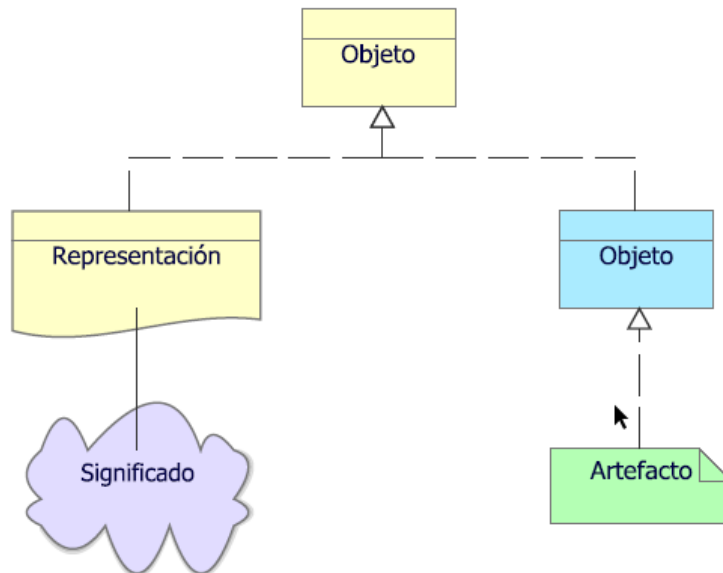 Objeto
Representación
Objeto
Significado
Artefacto